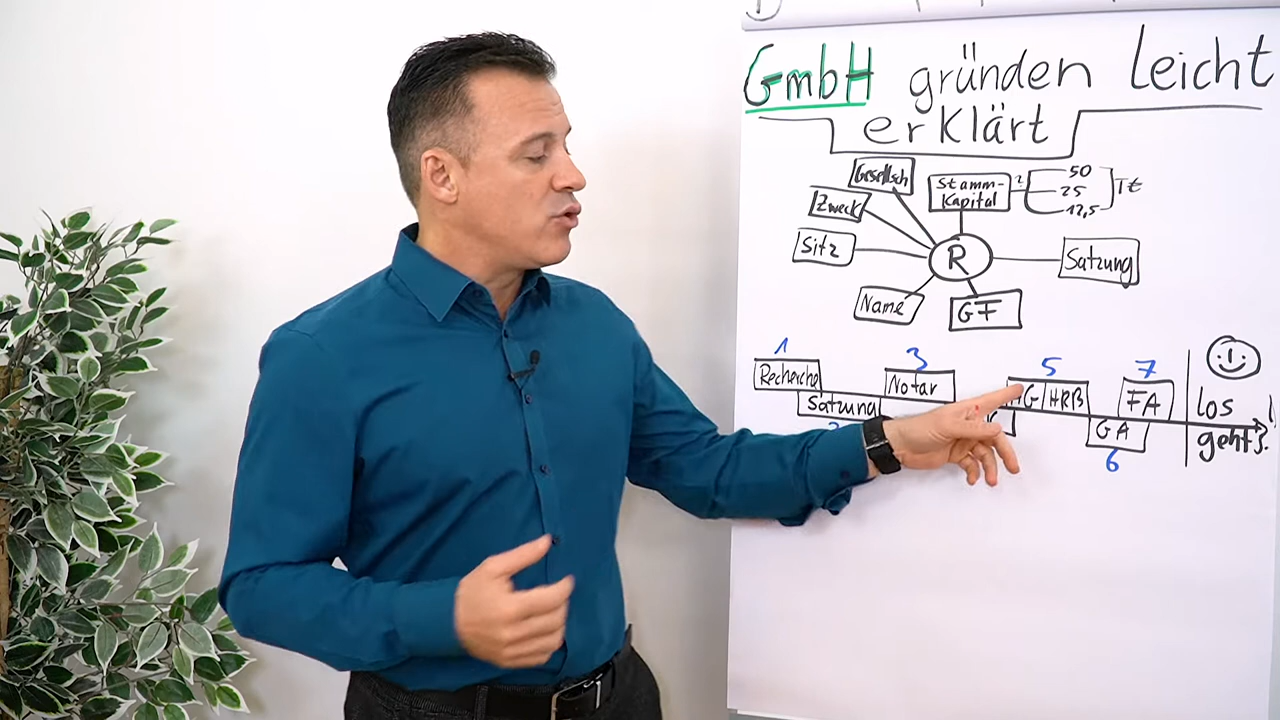 GmbH gründen leicht
erklärt
Gesellsch
Stamm-
Kapital
?
50
25
12,5
Tt
Zweck
Sitz
R
Satzung
Name
GF
1
3
5
7
Recherche
Notar
G HRB
FA
los
Satzung
GA
geht's!
6